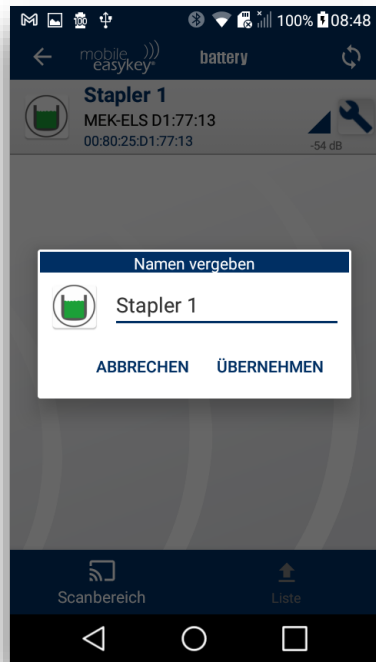 100% 08:48
mobile
easykey®
battery
Stapler 1
MEK-ELS D1:77:13
00:80:25:D1:77:13
-54 dB
Namen vergeben
Stapler 1
ABBRECHEN ÜBERNEHMEN
Scanbereich
Liste